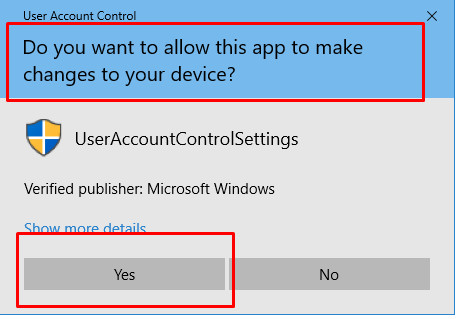 User Account Control
Do you want to allow this app to make
changes to your device?
UserAccountControlSettings
Verified publisher: Microsoft Windows
Show more details
Yes
No